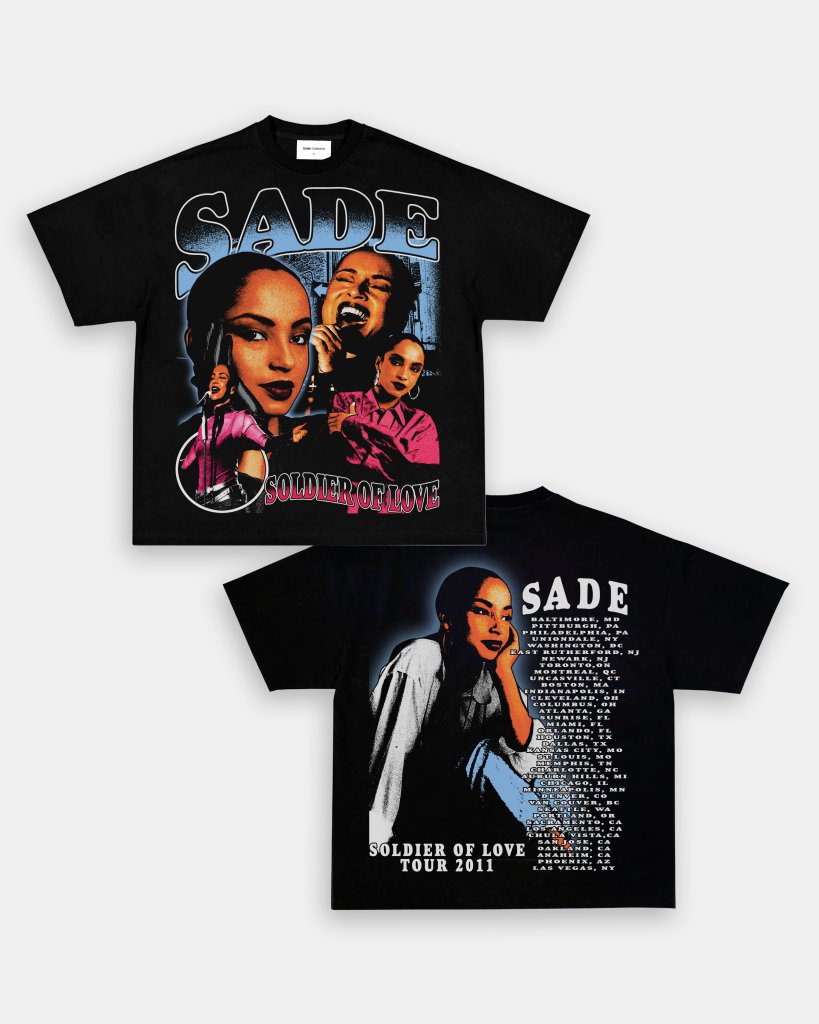 SADE
SOLDIER OF LOVE
SADE
BALTIMORE, MD
PITTBURGH, PA
PHILADELPHIA, PA
UNIONDALE, NY
WASHINGTON, DC
EAST RUTHERFORD, NJ
NEWARK, NJ
TORONTO,ON
MONTREAL, QC
UNCASVILLE, CT
BOSTON, MA
INDIANAPOLIS, IN
CLEVELAND, OH
COLUMBUS, OH
ATLANTA, GA
SUNRISE, FL
MIAMI, FL
ORLANDO, FL
HOUSTON, TX
DALLAS, TX
KANSAS CITY, MO
ST LOUIS, MO
MEMPHIS, TN
CHARLOTTE, NC
AUBURN HILLS, MI
CHICAGO, IL
MINNEAPOLIS, MN
DENVER, CO
VAN COUVER, BC
SEATTLE, WA
PORTLAND, OR
SACRAMENTO, CA
LOS ANGELES, CA
CHULA VISTA,CA
SAN JOSE, CA
OAKLAND, CA
ANAHEIM, CA
PHOENIX, AZ
LAS VEGAS, NY
SOLDIER OF LOVE
TOUR 2011